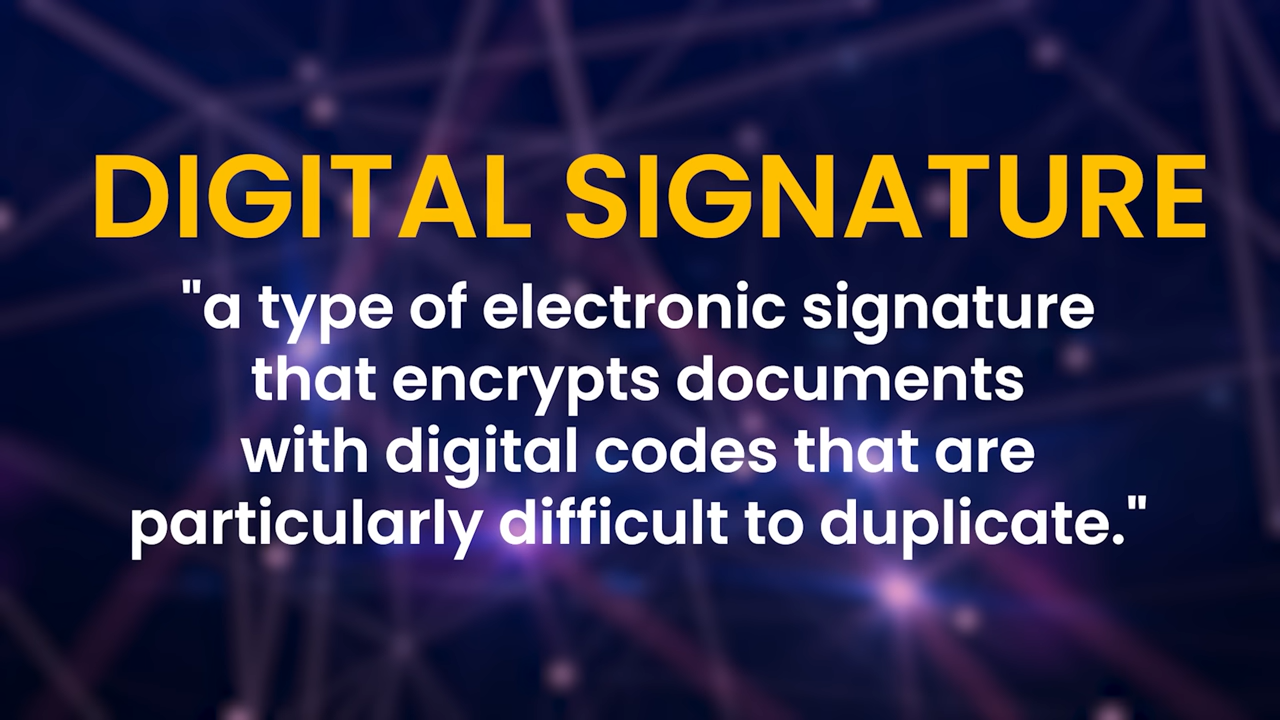 DIGITAL SIGNATURE
"a type of electronic signature
that encrypts documents
with digital codes that are
particularly difficult to duplicate."